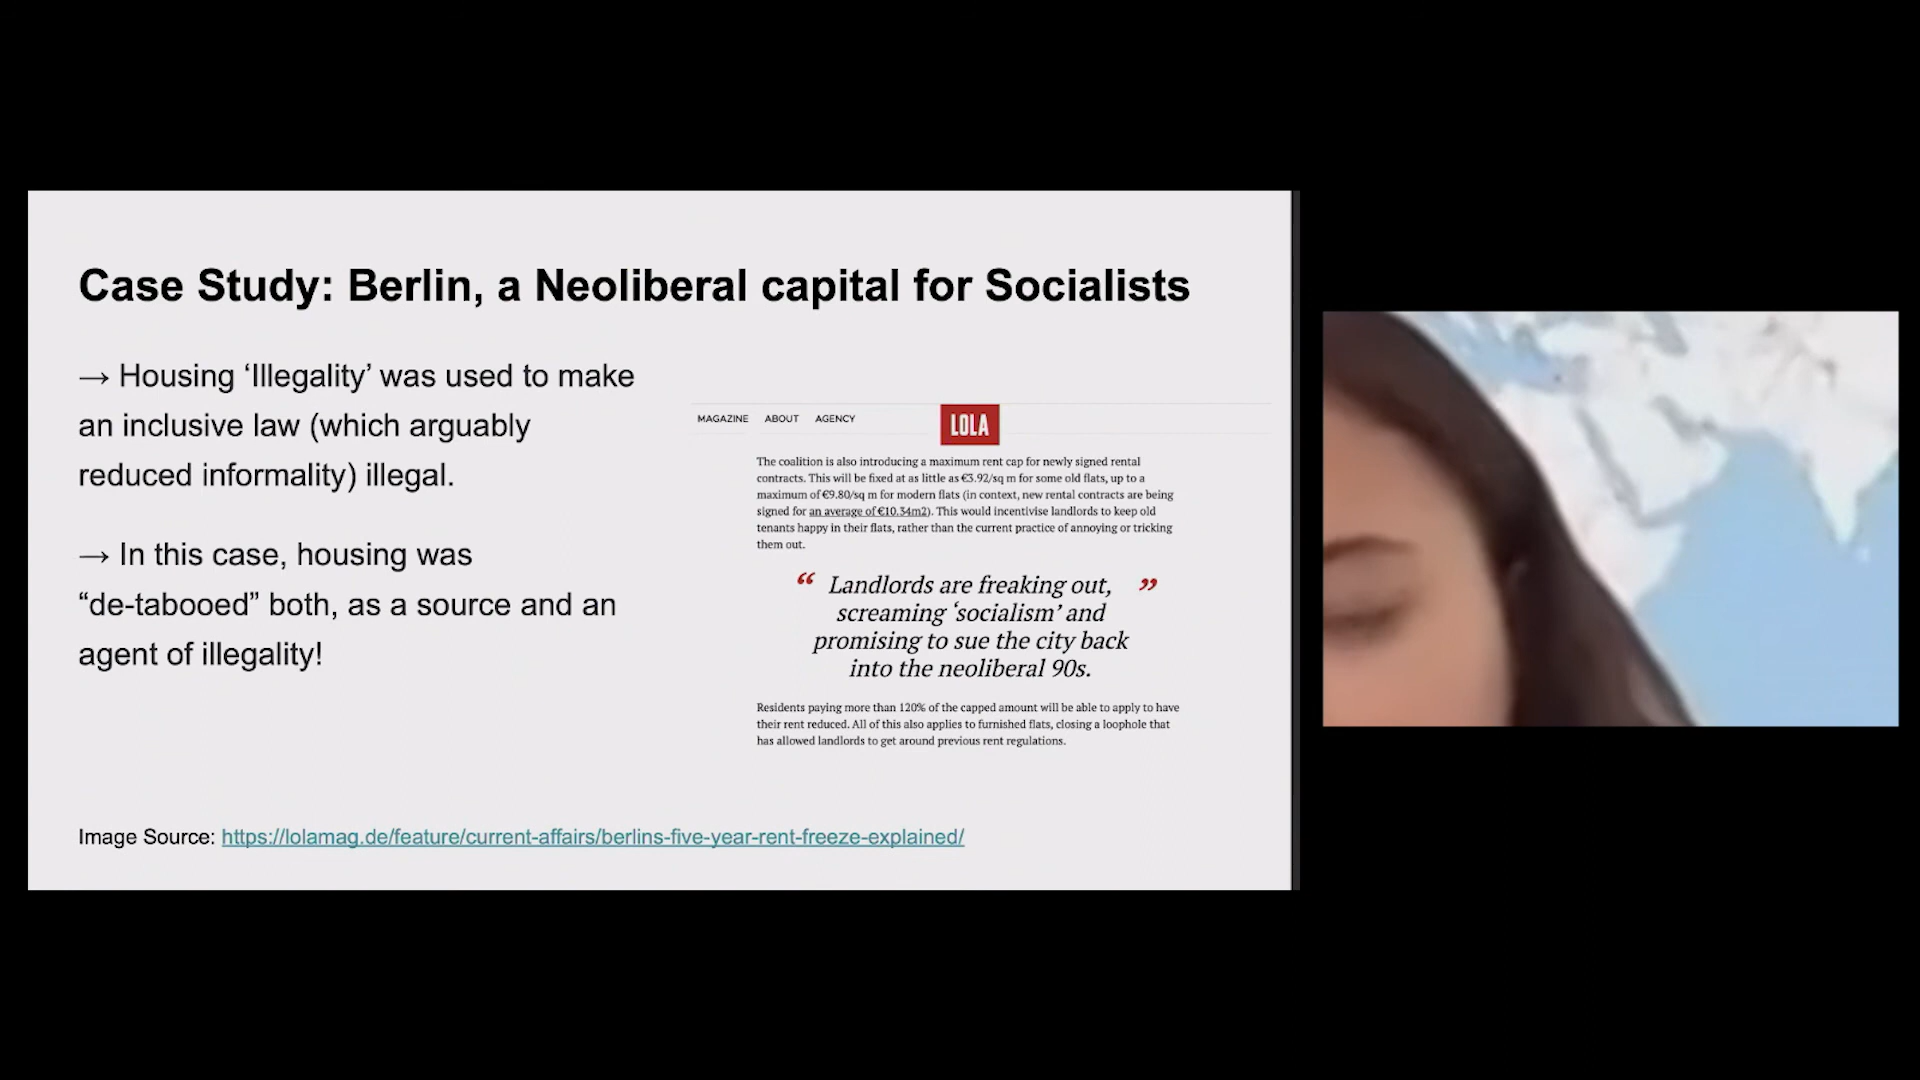 Case Study: Berlin, a Neoliberal capital for Socialists
→ Housing ‘Illegality’ was used to make
an inclusive law (which arguably
reduced informality) illegal.
→ In this case, housing was
“de-tabooed” both, as a source and an
agent of illegality!
MAGAZINE ABOUT AGENCY
LOLA
The coalition is also introducing a maximum rent cap for newly signed rental
contracts. This will be fixed at as little as €3.92/sq m for some old flats, up to a
maximum of €9.80/sq m for modern flats (in context, new rental contracts are being
signed for an average of €10.34m2). This would incentivise landlords to keep old
tenants happy in their flats, rather than the current practice of annoying or tricking
them out.
“ Landlords are freaking out, ”
screaming ‘socialism’ and
promising to sue the city back
into the neoliberal 90s.
Residents paying more than 120% of the capped amount will be able to apply to have
their rent reduced. All of this also applies to furnished flats, closing a loophole that
has allowed landlords to get around previous rent regulations.
Image Source: https://lolamag.de/feature/current-affairs/berlins-five-year-rent-freeze-explained/